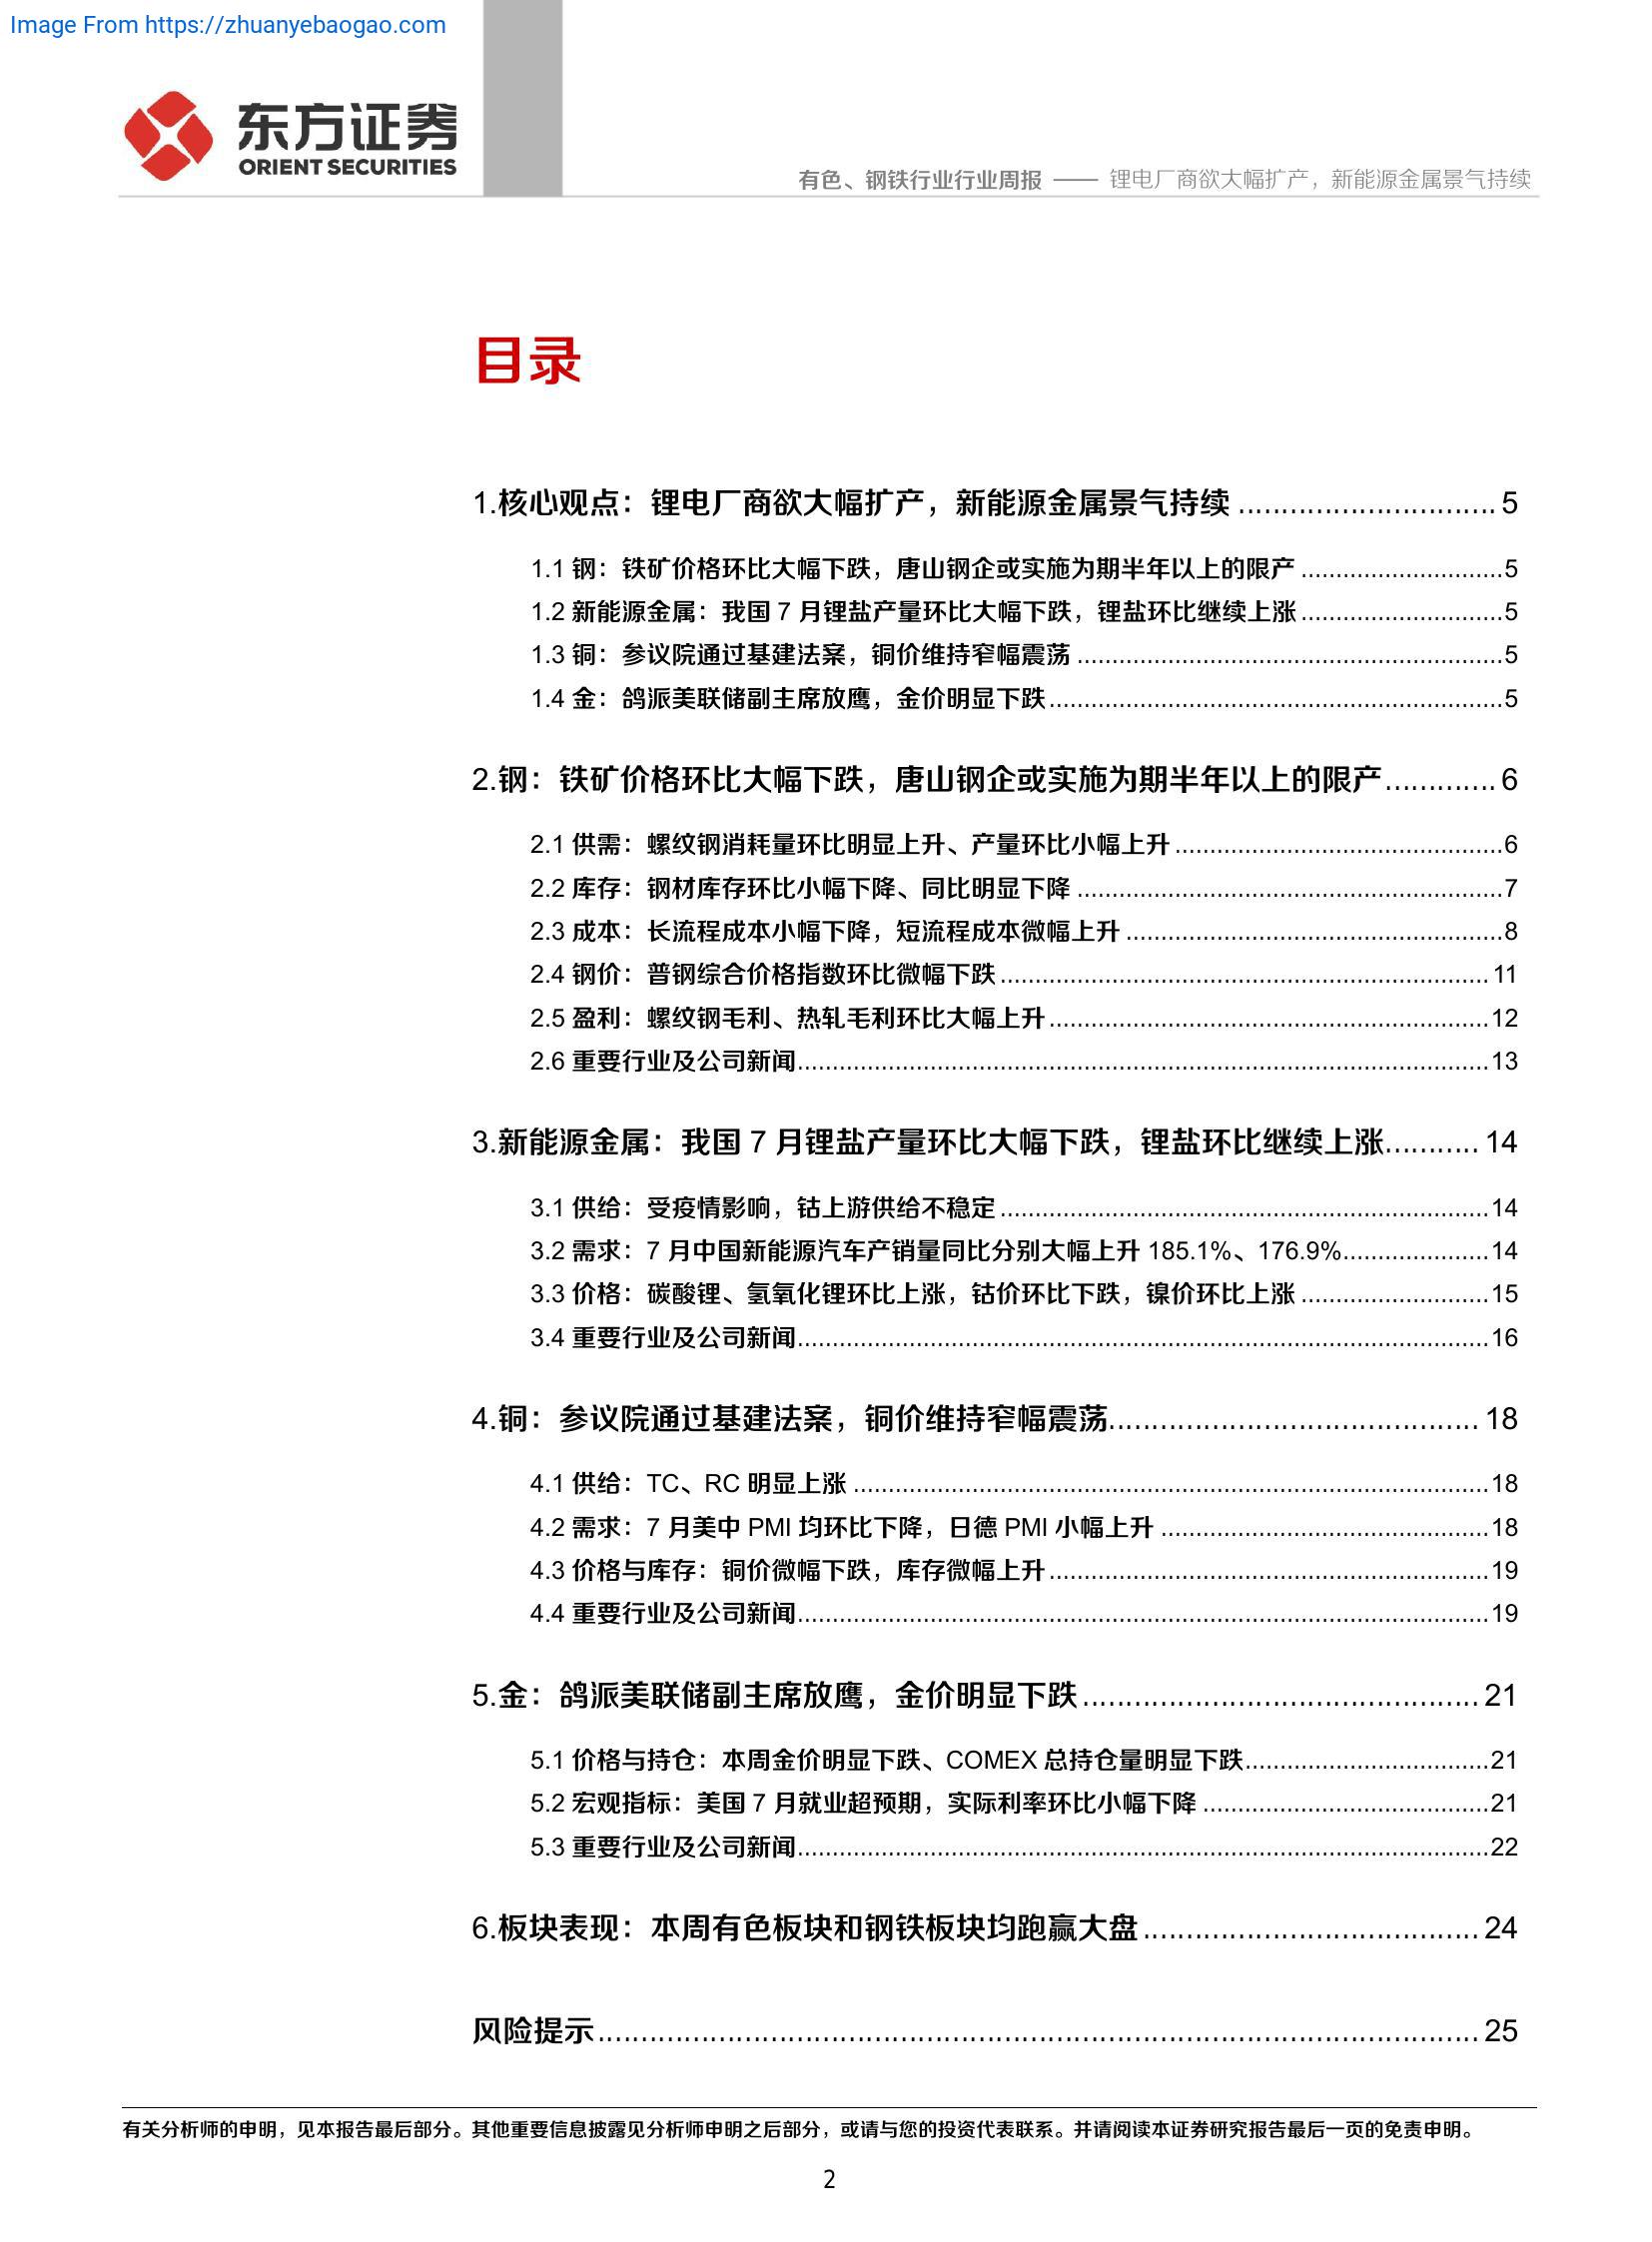 Image From https://zhuanyebaogao.com
东方证券
ORIENT SECURITIES
有色、钢铁行业行业周报 —— 锂电厂商欲大幅扩产，新能源金属景气持续
目录
1.核心观点：锂电厂商欲大幅扩产，新能源金属景气持续 ............................. 5
1.1 钢：铁矿价格环比大幅下跌，唐山钢企或实施为期半年以上的限产 .............................5
1.2 新能源金属：我国 7 月锂盐产量环比大幅下跌，锂盐环比继续上涨 .............................5
1.3 铜：参议院通过基建法案，铜价维持窄幅震荡 .............................5
1.4 金：鸽派美联储副主席放鹰，金价明显下跌 .............................5
2.钢：铁矿价格环比大幅下跌，唐山钢企或实施为期半年以上的限产 ............. 6
2.1 供需：螺纹钢消耗量环比明显上升、产量环比小幅上升 .............................6
2.2 库存：钢材库存环比小幅下降、同比明显下降 .............................7
2.3 成本：长流程成本小幅下降，短流程成本微幅上升 .............................8
2.4 钢价：普钢综合价格指数环比微幅下跌 ............................. 11
2.5 盈利：螺纹钢毛利、热轧毛利环比大幅上升 .............................12
2.6 重要行业及公司新闻 .............................13
3.新能源金属：我国 7 月锂盐产量环比大幅下跌，锂盐环比继续上涨 ........... 14
3.1 供给：受疫情影响，钴上游供给不稳定 .............................14
3.2 需求：7 月中国新能源汽车产销量同比分别大幅上升 185.1%、176.9% .....................14
3.3 价格：碳酸锂、氢氧化锂环比上涨，钴价环比下跌，镍价环比上涨 ...........................15
3.4 重要行业及公司新闻 .............................16
4.铜：参议院通过基建法案，铜价维持窄幅震荡 ............................. 18
4.1 供给：TC、RC 明显上涨 .............................18
4.2 需求：7 月美中 PMI 均环比下降，日德 PMI 小幅上升 .............................18
4.3 价格与库存：铜价微幅下跌，库存微幅上升 .............................19
4.4 重要行业及公司新闻 .............................19
5.金：鸽派美联储副主席放鹰，金价明显下跌 ............................. 21
5.1 价格与持仓：本周金价明显下跌、COMEX 总持仓量明显下跌 .............................21
5.2 宏观指标：美国 7 月就业超预期，实际利率环比小幅下降 .............................21
5.3 重要行业及公司新闻 .............................22
6.板块表现：本周有色板块和钢铁板块均跑赢大盘 ............................. 24
风险提示 ............................. 25
有关分析师的申明，见本报告最后部分。其他重要信息披露见分析师申明之后部分，或请与您的投资代表联系。并请阅读本证券研究报告最后一页的免责申明。
2